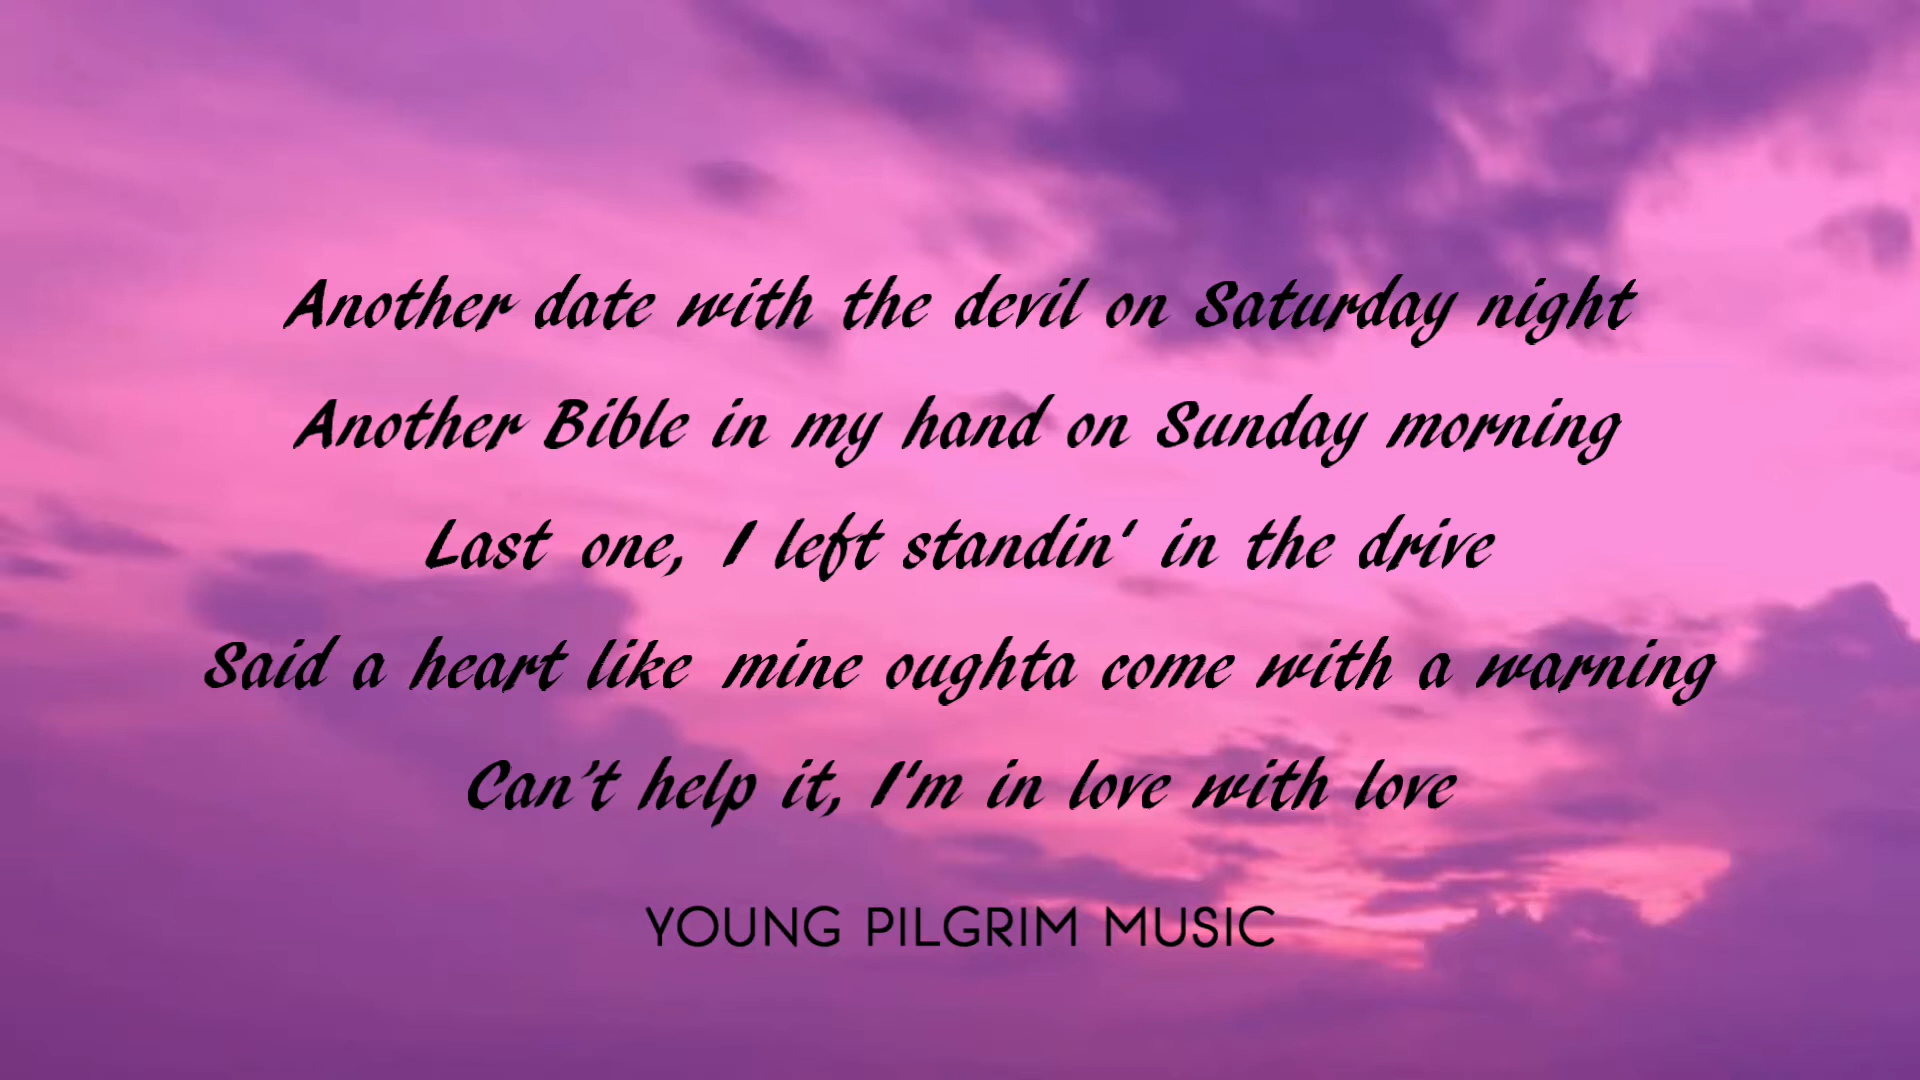 Another date with the devil on Saturday night
Another Bible in my hand on Sunday morning
Last one, I left standin' in the drive
Said a heart like mine oughta come with a warning
Can't help it, I'm in love with love
YOUNG PILGRIM MUSIC